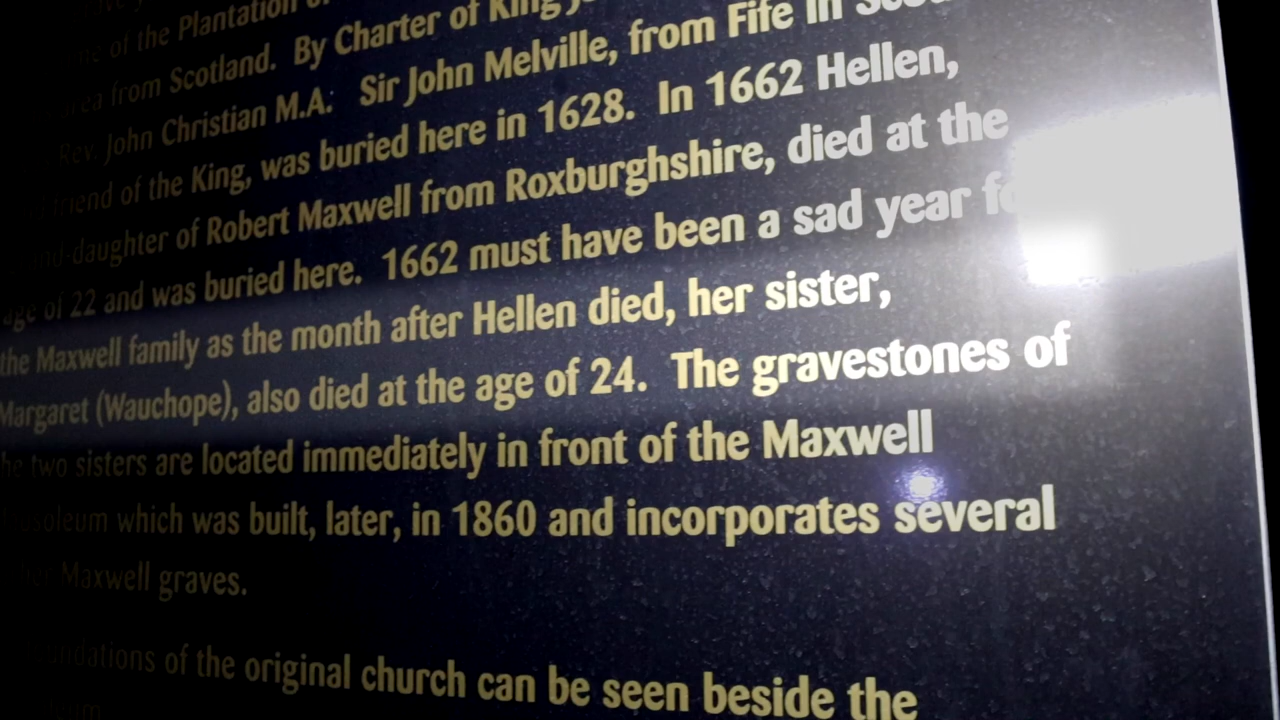 of the Plantation
from Scotland. By Charter of King
Rev. John Christian M.A. Sir John Melville, from Fife in
friend of the King, was buried here in 1628. In 1662 Hellen,
daughter of Robert Maxwell from Roxburghshire, died at the
age of 22 and was buried here. 1662 must have been a sad year
the Maxwell family as the month after Hellen died, her sister,
Margaret (Wauchope), also died at the age of 24. The gravestones of
two sisters are located immediately in front of the Maxwell
which was built, later, in 1860 and incorporates several
Maxwell graves.
of the original church can be seen beside the